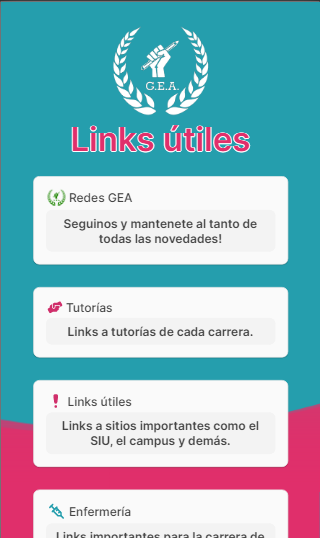 G.E.A.
Links útiles
Redes GEA
Seguinos y mantenete al tanto de
todas las novedades!
Tutorías
Links a tutorías de cada carrera.
Links útiles
Links a sitios importantes como el
SIU, el campus y demás.
Enfermería
Links importantes para la carrera de